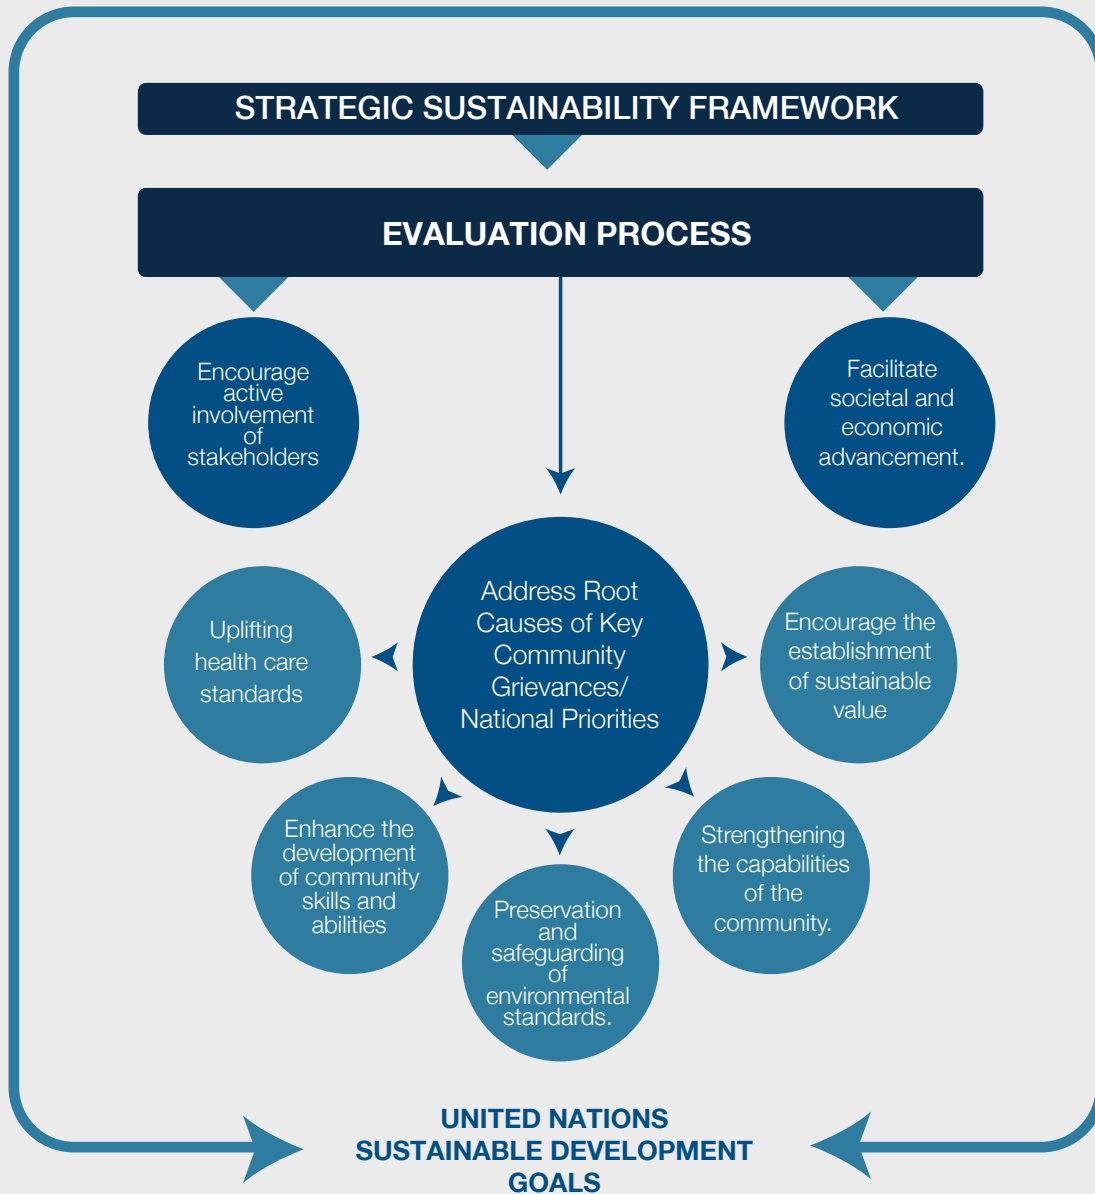 STRATEGIC SUSTAINABILITY FRAMEWORK
EVALUATION PROCESS
Encourage
active
involvement
of
stakeholders
Facilitate
societal and
economic
advancement.
Address Root
Causes of Key
Community
Grievances/
National Priorities
Uplifting
health care
standards
Encourage the
establishment
of sustainable
value
Enhance the
development
of community
skills and
abilities
Preservation
and
safeguarding
of
environmental
standards.
Strengthening
the capabilities
of the
community.
UNITED NATIONS
SUSTAINABLE DEVELOPMENT
GOALS